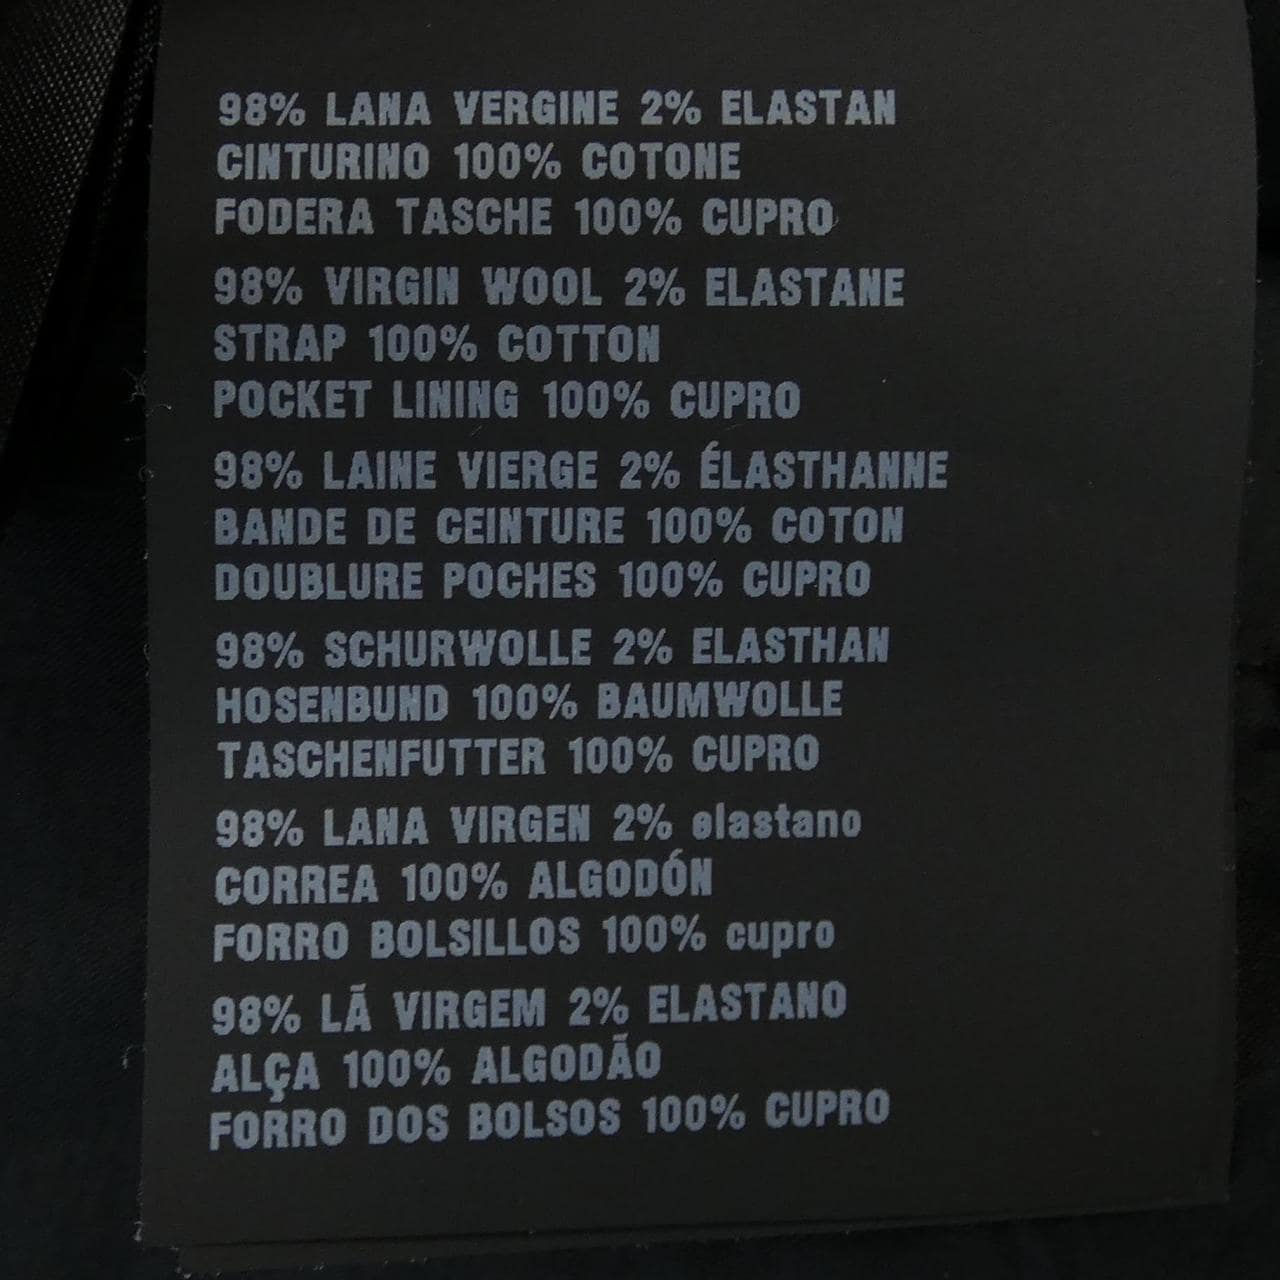 98% LANA VERGINE 2% ELASTAN
CINTURINO 100% COTONE
FODERA TASCHE 100% CUPRO
98% VIRGIN WOOL 2% ELASTANE
STRAP 100% COTTON
POCKET LINING 100% CUPRO
98% LAINE VIERGE 2% ÉLASTHANNE
BANDE DE CEINTURE 100% COTON
DOUBLURE POCHES 100% CUPRO
98% SCHURWOLLE 2% ELASTHAN
HOSENBUND 100% BAUMWOLLE
TASCHENFUTTER 100% CUPRO
98% LANA VIRGEN 2% elastano
CORREA 100% ALGODÓN
FORRO BOLSILLOS 100% cupro
98% LÃ VIRGEM 2% ELASTANO
ALÇA 100% ALGODÃO
FORRO DOS BOLSOS 100% CUPRO